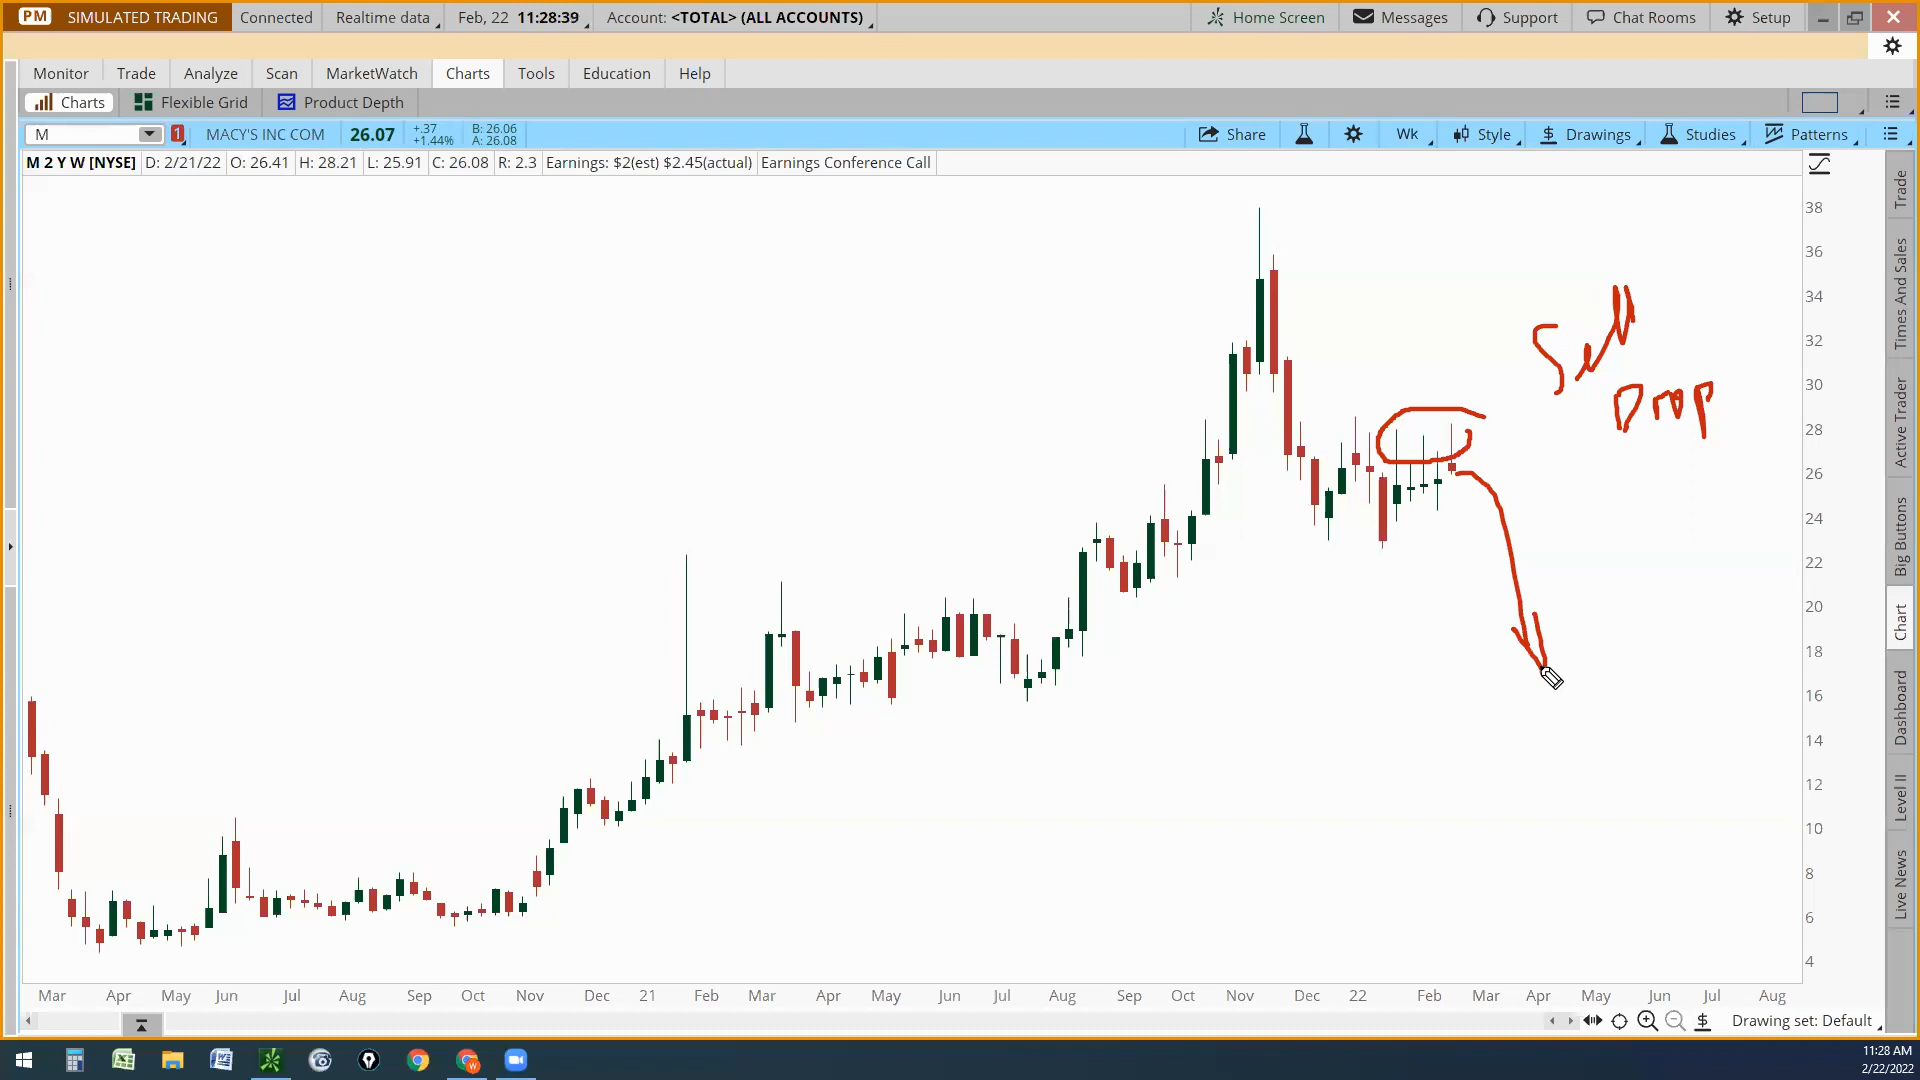 PM SIMULATED TRADING Connected Realtime data Feb, 22 11:28:39 Account: <TOTAL> (ALL ACCOUNTS) Home Screen Messages Support Chat Rooms Setup
Monitor Trade Analyze Scan MarketWatch Charts Tools Education Help
Charts Flexible Grid Product Depth
M 1 MACY'S INC COM 26.07 +.37 +1.44% B: 26.06 A: 26.08 Share Wk Style $ Drawings Studies Patterns
M 2 Y W [NYSE] D: 2/21/22 O: 26.41 H: 28.21 L: 25.91 C: 26.08 R: 2.3 Earnings: $2(est) $2.45(actual) Earnings Conference Call
38
36
34
32
30
28
26
24
22
20
18
16
14
12
10
8
6
4
Sell
Drop
Trade
Times And Sales
Active Trader
Big Buttons
Chart
Dashboard
Level II
Live News
Mar Apr May Jun Jul Aug Sep Oct Nov Dec 21 Feb Mar Apr May Jun Jul Aug Sep Oct Nov Dec 22 Feb Mar Apr May Jun Jul Aug
$ Drawing set: Default
11:28 AM
2/22/2022